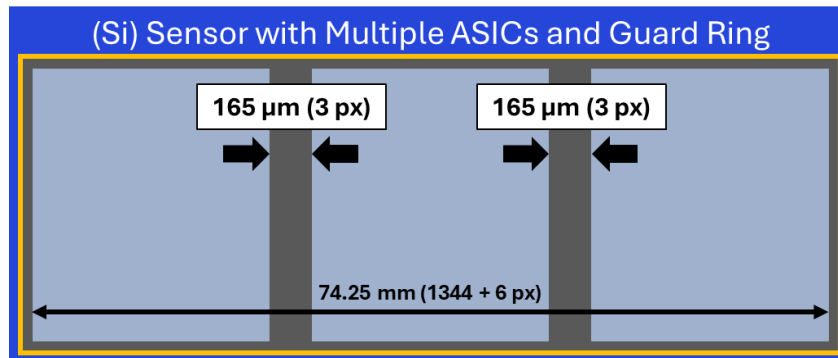 (Si) Sensor with Multiple ASICs and Guard Ring
165 µm (3 px)
165 µm (3 px)
74.25 mm (1344 + 6 px)